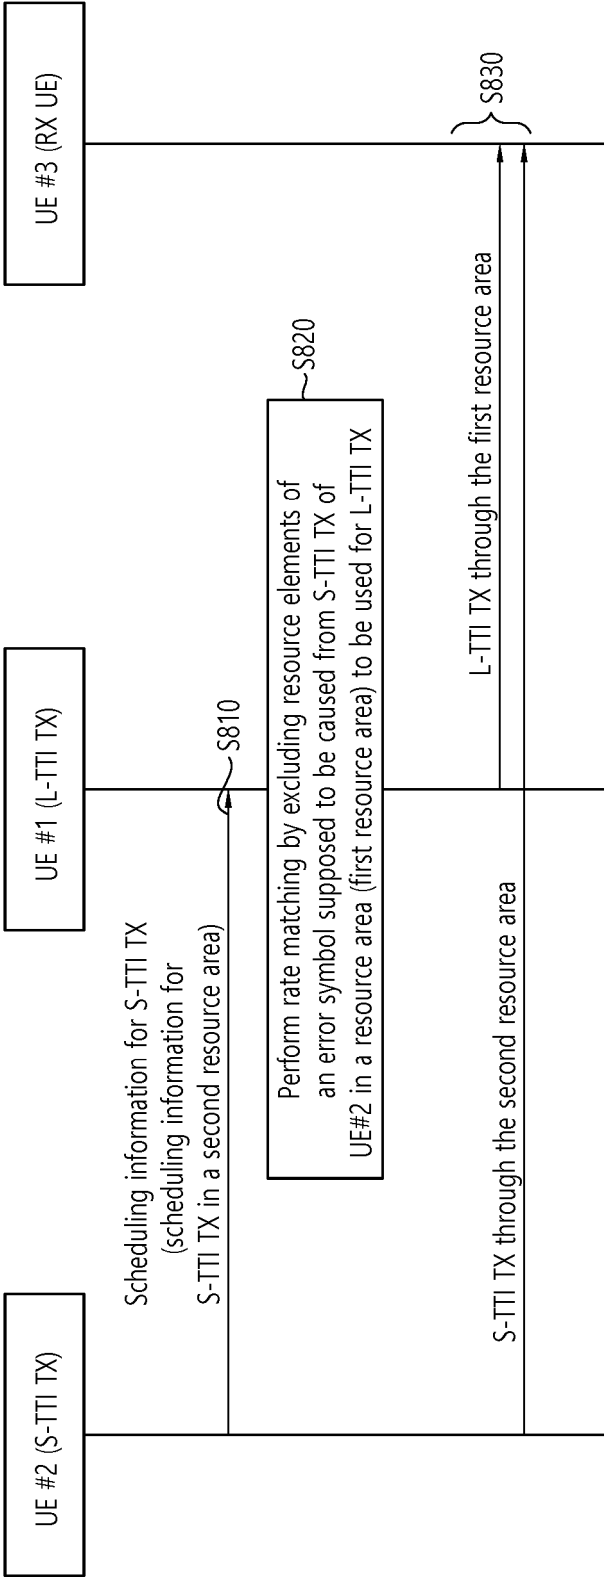 UE #2 (S-TTI TX)
UE #1 (L-TTI TX)
UE #3 (RX UE)
Scheduling information for S-TTI TX
(scheduling information for
S-TTI TX in a second resource area)
S810
S820
Perform rate matching by excluding resource elements of
an error symbol supposed to be caused from S-TTI TX of
UE#2 in a resource area (first resource area) to be used for L-TTI TX
L-TTI TX through the first resource area
S-TTI TX through the second resource area
S830